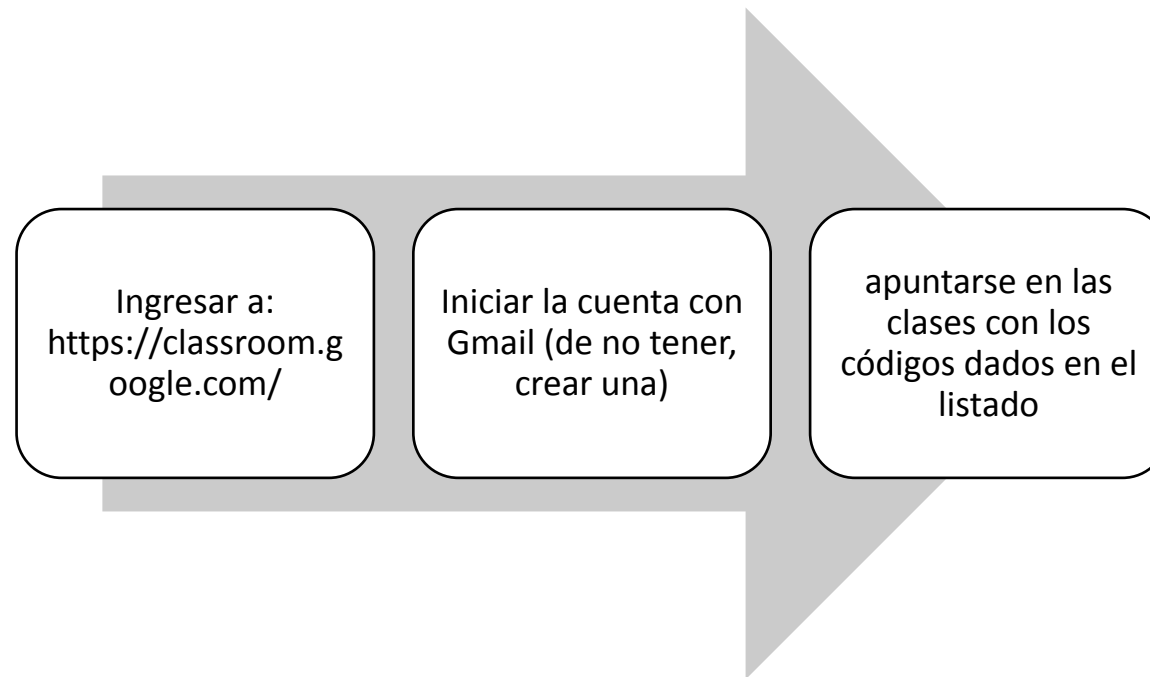 Ingresar a:
https://classroom.g
oogle.com/
Iniciar la cuenta con
Gmail (de no tener,
crear una)
apuntarse en las
clases con los
códigos dados en el
listado